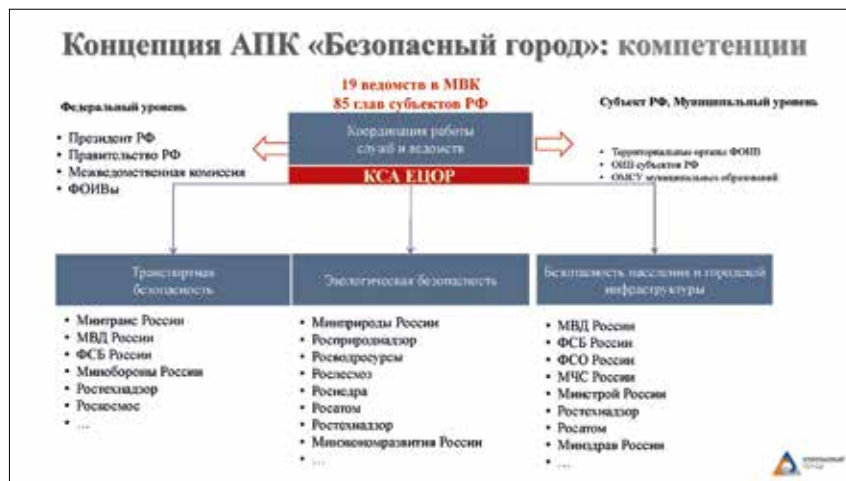 Концепция АПК «Безопасный город»: компетенции
19 ведомств в МВК
85 глав субъектов РФ
Федеральный уровень
• Президент РФ
• Правительство РФ
• Межведомственная комиссия
• ФОИВы
Координация работы
служб и ведомств
КСА ЕЦОР
Субъект РФ, Муниципальный уровень
• Территориальные органы ФОИВ
• ОИВ субъектов РФ
• ОМСУ муниципальных образований
Транспортная
безопасность
• Минтранс России
• МВД России
• ФСБ России
• Минобороны России
• Ростехнадзор
• Роскосмос
• …
Экологическая безопасность
• Минприроды России
• Росприроднадзор
• Росводресурсы
• Рослесхоз
• Роснедра
• Росатом
• Ростехнадзор
• Минэкономразвития России
• …
Безопасность населения и городской
инфраструктуры
• МВД России
• ФСБ России
• ФСО России
• МЧС России
• Минстрой России
• Ростехнадзор
• Росатом
• Минздрав России
• …
БЕЗОПАСНЫЙ
ГОРОД